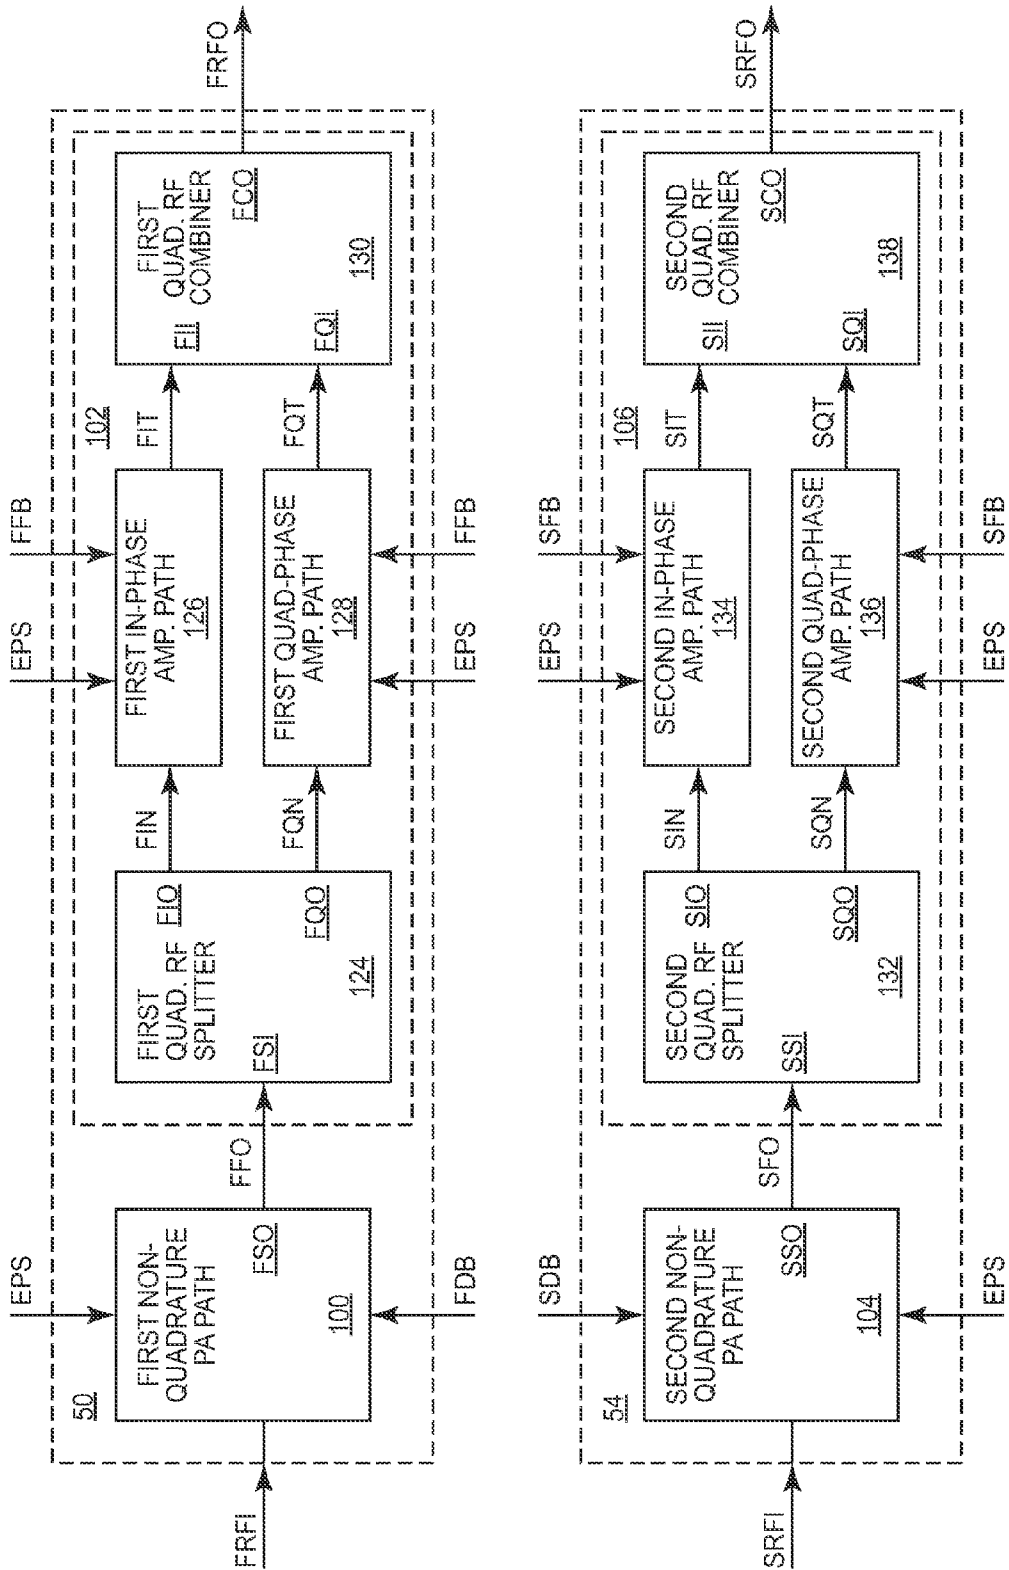 FRFI
50
EPS
FIRST NON-
QUADRATURE
PA PATH
FSO
100
FDB
FFO
FIRST
QUAD. RF
SPLITTER
FSI
FIO
FQO
124
FIN
FQN
EPS
FFB
FIRST IN-PHASE
AMP. PATH
126
FIRST QUAD-PHASE
AMP. PATH
128
EPS
FFB
102
FIT
FQT
FIRST
QUAD. RF
COMBINER
FII
FQI
FCO
130
FRFO
SRFI
54
SDB
SECOND NON-
QUADRATURE
PA PATH
SSO
104
EPS
SFO
SECOND
QUAD. RF
SPLITTER
SSI
SIO
SQO
132
SIN
SQN
EPS
SFB
SECOND IN-PHASE
AMP. PATH
134
SECOND QUAD-PHASE
AMP. PATH
136
EPS
SFB
106
SIT
SQT
SECOND
QUAD. RF
COMBINER
SII
SQI
SCO
138
SRFO